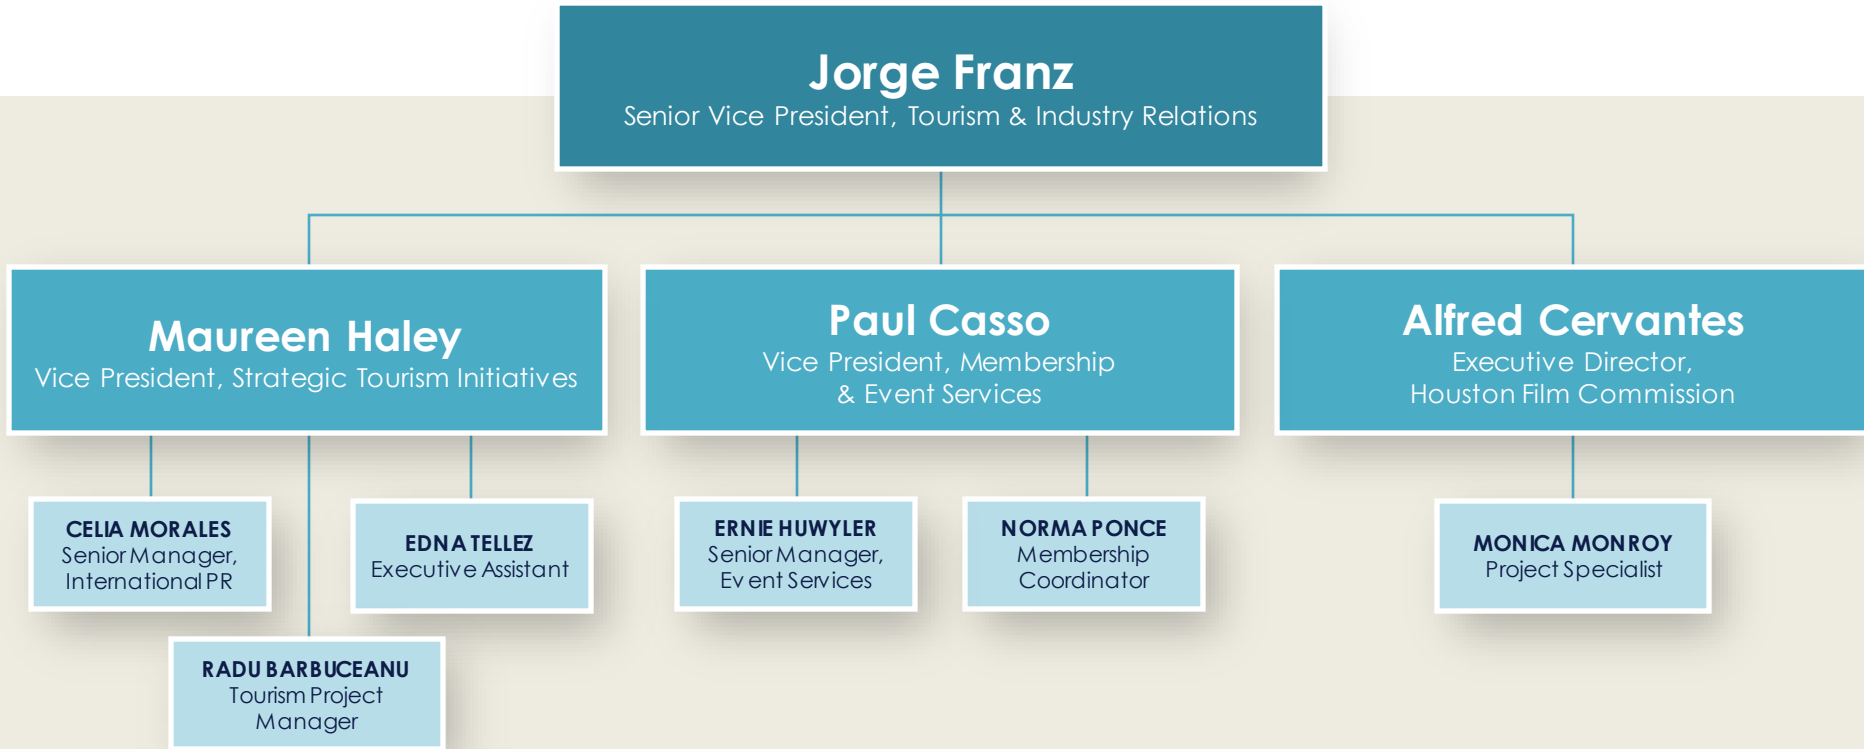 Jorge Franz
Senior Vice President, Tourism & Industry Relations
Maureen Haley
Vice President, Strategic Tourism Initiatives
Paul Casso
Vice President, Membership
& Event Services
Alfred Cervantes
Executive Director,
Houston Film Commission
CELIA MORALES
Senior Manager,
International PR
EDNA TELLEZ
Executive Assistant
ERNIE HUWYLER
Senior Manager,
Event Services
NORMA PONCE
Membership
Coordinator
MONICA MONROY
Project Specialist
RADU BARBUCEANU
Tourism Project
Manager